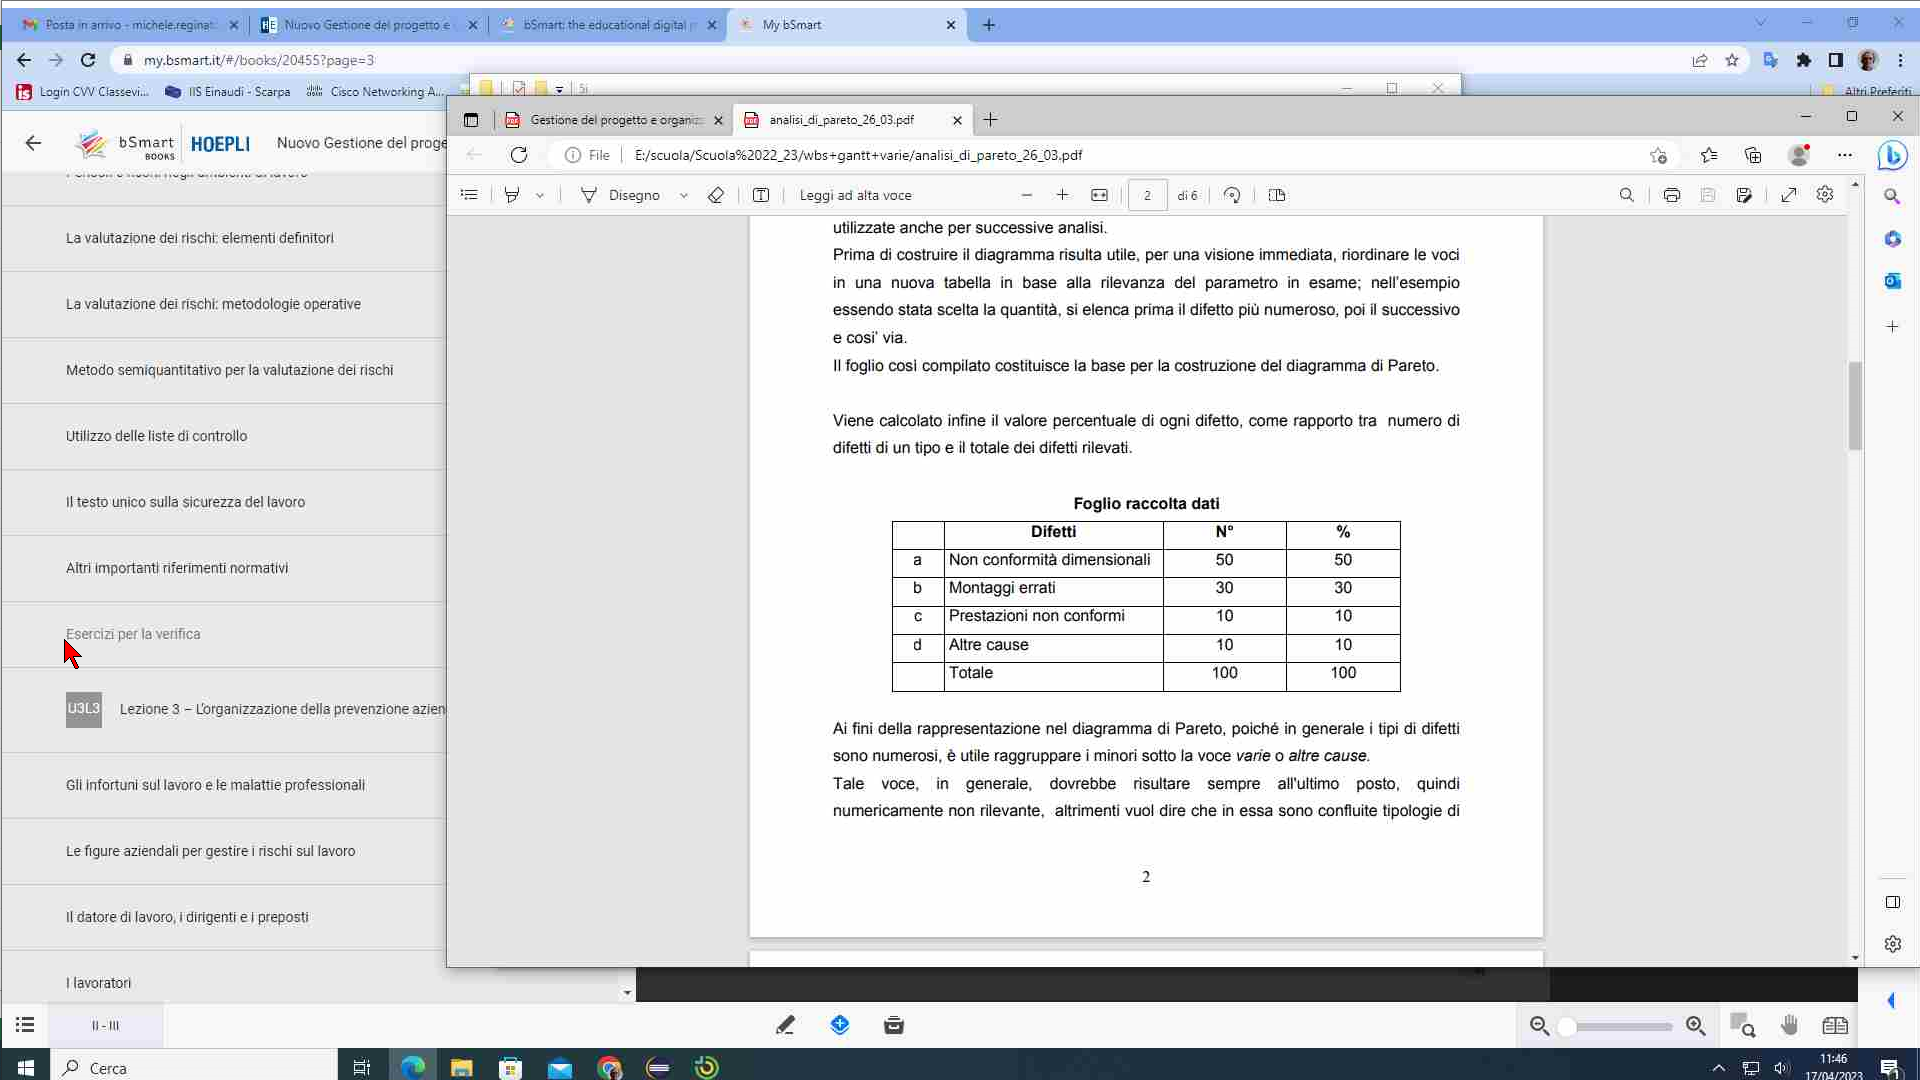 Posta in arrivo - michele.reginat
Nuovo Gestione del progetto e
bSmart: the educational digital p
My bSmart
my.bsmart.it/#/books/20455?page=3
Login CVV Classevi...
IIS Einaudi - Scarpa
Cisco Networking A...
5i
Altri Preferiti
bSmart
BOOKS
HOEPLI
Nuovo Gestione del proge
Gestione del progetto e organiz
analisi_di_pareto_26_03.pdf
File
E:/scuola/Scuola%2022_23/wbs+gantt+varie/analisi_di_pareto_26_03.pdf
Disegno
Leggi ad alta voce
2
di 6
Pericoli e rischi negli ambienti di lavoro
La valutazione dei rischi: elementi definitori
La valutazione dei rischi: metodologie operative
Metodo semiquantitativo per la valutazione dei rischi
Utilizzo delle liste di controllo
Il testo unico sulla sicurezza del lavoro
Altri importanti riferimenti normativi
Esercizi per la verifica
U3L3 Lezione 3 – L'organizzazione della prevenzione azien
Gli infortuni sul lavoro e le malattie professionali
Le figure aziendali per gestire i rischi sul lavoro
Il datore di lavoro, i dirigenti e i preposti
I lavoratori
utilizzate anche per successive analisi.
Prima di costruire il diagramma risulta utile, per una visione immediata, riordinare le voci
in una nuova tabella in base alla rilevanza del parametro in esame; nell'esempio
essendo stata scelta la quantità, si elenca prima il difetto più numeroso, poi il successivo
e cosi' via.
Il foglio così compilato costituisce la base per la costruzione del diagramma di Pareto.
Viene calcolato infine il valore percentuale di ogni difetto, come rapporto tra numero di
difetti di un tipo e il totale dei difetti rilevati.
Foglio raccolta dati
Difetti N° %
a Non conformità dimensionali 50 50
b Montaggi errati 30 30
c Prestazioni non conformi 10 10
d Altre cause 10 10
Totale 100 100
Ai fini della rappresentazione nel diagramma di Pareto, poiché in generale i tipi di difetti
sono numerosi, è utile raggruppare i minori sotto la voce varie o altre cause.
Tale voce, in generale, dovrebbe risultare sempre all'ultimo posto, quindi
numericamente non rilevante, altrimenti vuol dire che in essa sono confluite tipologie di
2
II - III
Cerca
11:46
17/04/2023